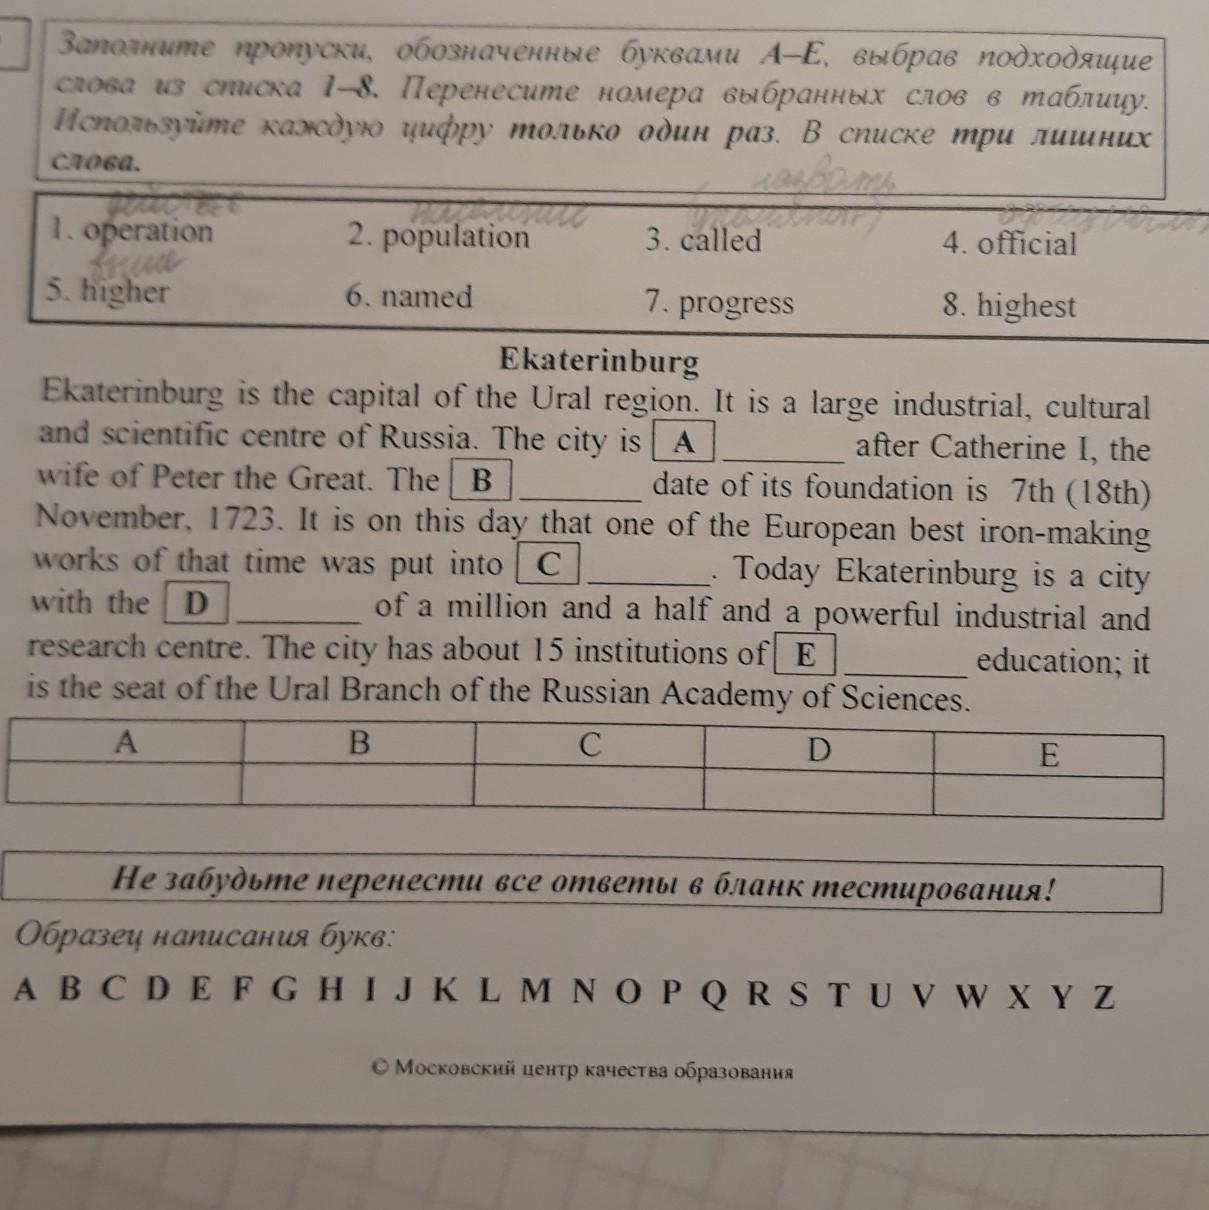 Заполните пропуски, обозначенные буквами A–E, выбрав подходящие
слова из списка 1–8. Перенесите номера выбранных слов в таблицу.
Используйте каждую цифру только один раз. В списке три лишних
слова.
назвать
население
1. operation 2. population 3. called 4. official
выше
5. higher 6. named 7. progress 8. highest
Ekaterinburg
Ekaterinburg is the capital of the Ural region. It is a large industrial, cultural
and scientific centre of Russia. The city is A ________ after Catherine I, the
wife of Peter the Great. The B ________ date of its foundation is 7th (18th)
November, 1723. It is on this day that one of the European best iron-making
works of that time was put into C ________. Today Ekaterinburg is a city
with the D ________ of a million and a half and a powerful industrial and
research centre. The city has about 15 institutions of E ________ education; it
is the seat of the Ural Branch of the Russian Academy of Sciences.
A B C D E
Не забудьте перенести все ответы в бланк тестирования!
Образец написания букв:
A B C D E F G H I J K L M N O P Q R S T U V W X Y Z
© Московский центр качества образования